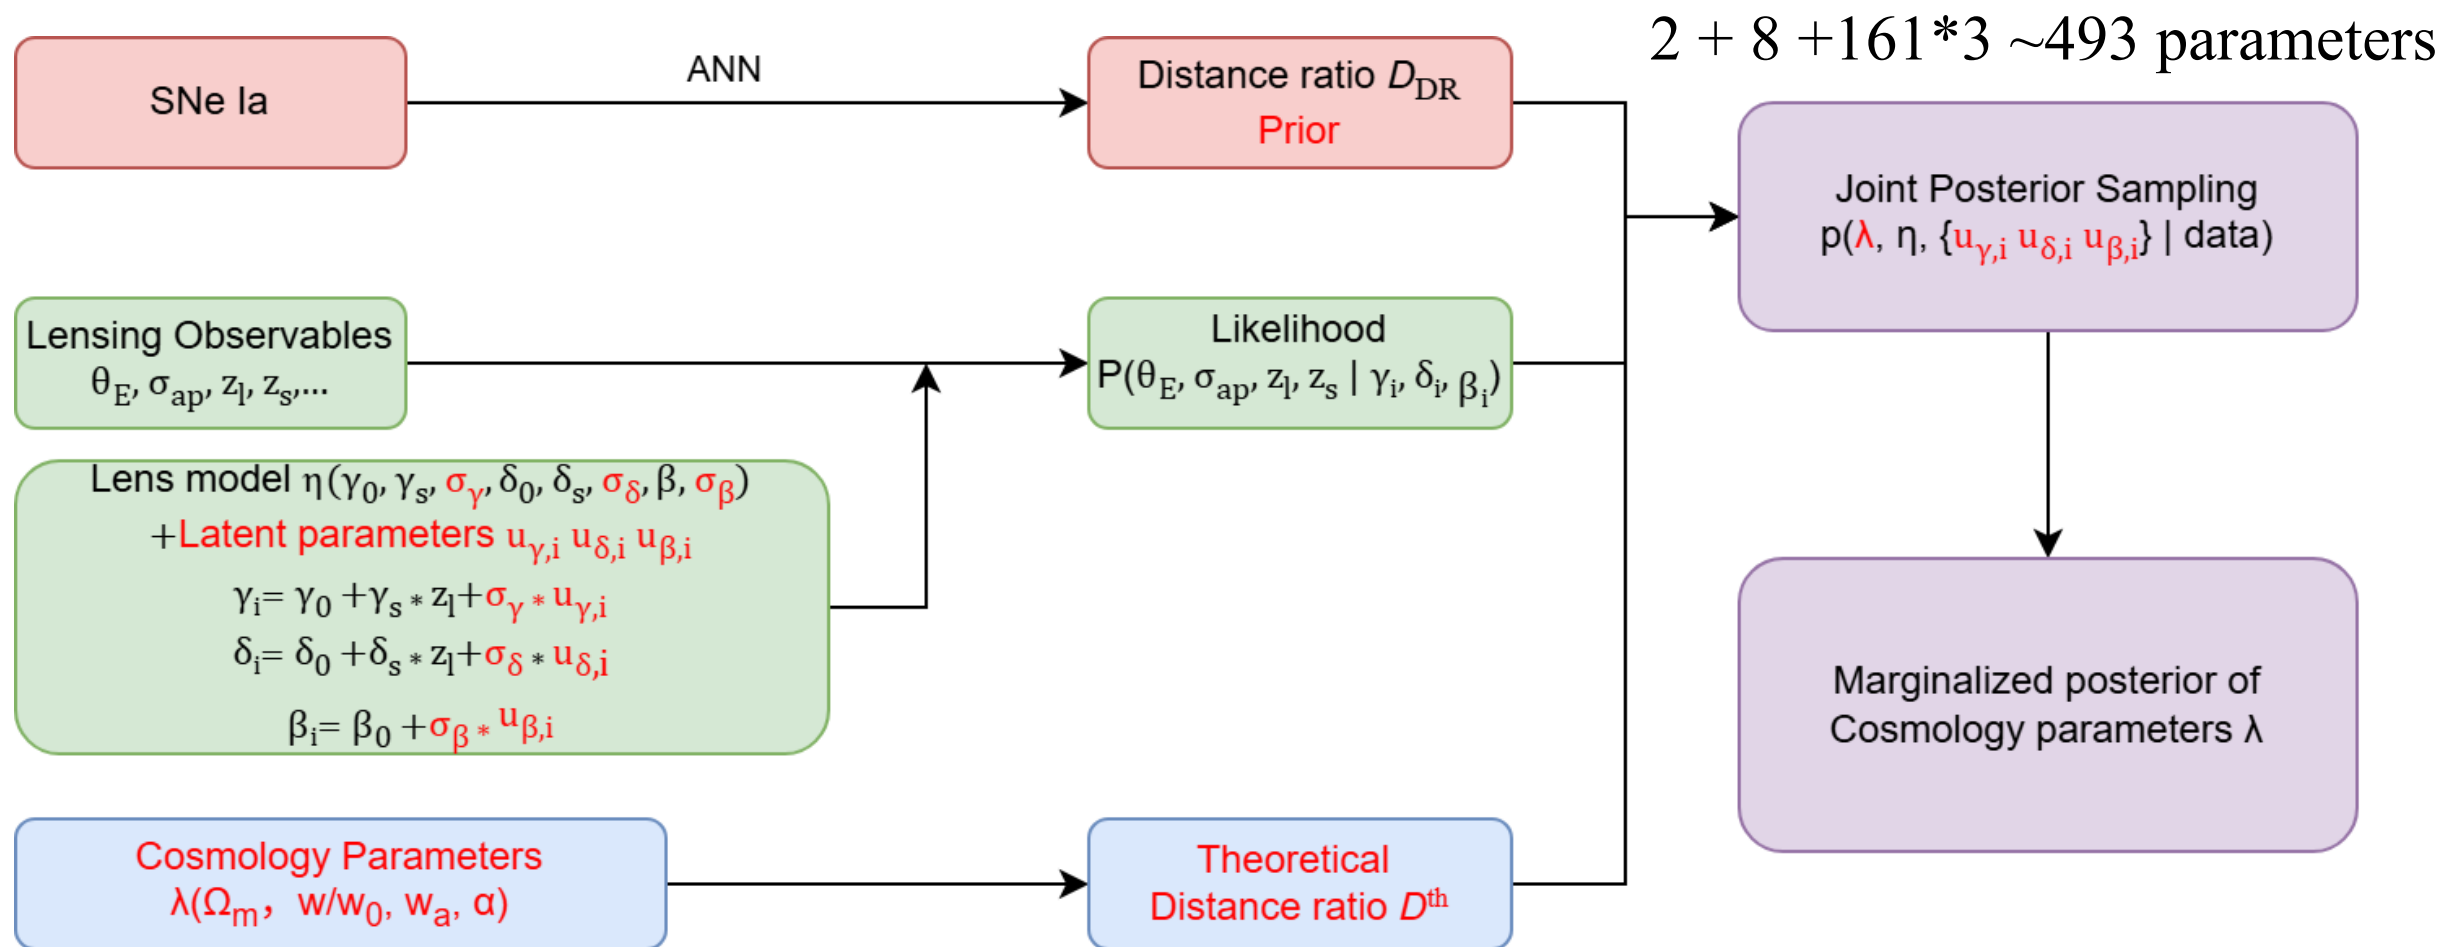 2 + 8 +161*3 ~493 parameters
SNe Ia
ANN
Distance ratio D_DR
Prior
Lensing Observables
θ_E, σ_ap, z_l, z_s,...
Likelihood
P(θ_E, σ_ap, z_l, z_s | γ_i, δ_i, β_i)
Lens model η(γ_0, γ_s, σ_γ, δ_0, δ_s, σ_δ, β, σ_β)
+Latent parameters u_γ,i u_δ,i u_β,i
γ_i= γ_0 +γ_s * z_l+σ_γ * u_γ,i
δ_i= δ_0 +δ_s * z_l+σ_δ * u_δ,i
β_i= β_0 +σ_β * u_β,i
Cosmology Parameters
λ(Ω_m, w/w_0, w_a, α)
Theoretical
Distance ratio D^th
Joint Posterior Sampling
p(λ, η, {u_γ,i u_δ,i u_β,i} | data)
Marginalized posterior of
Cosmology parameters λ